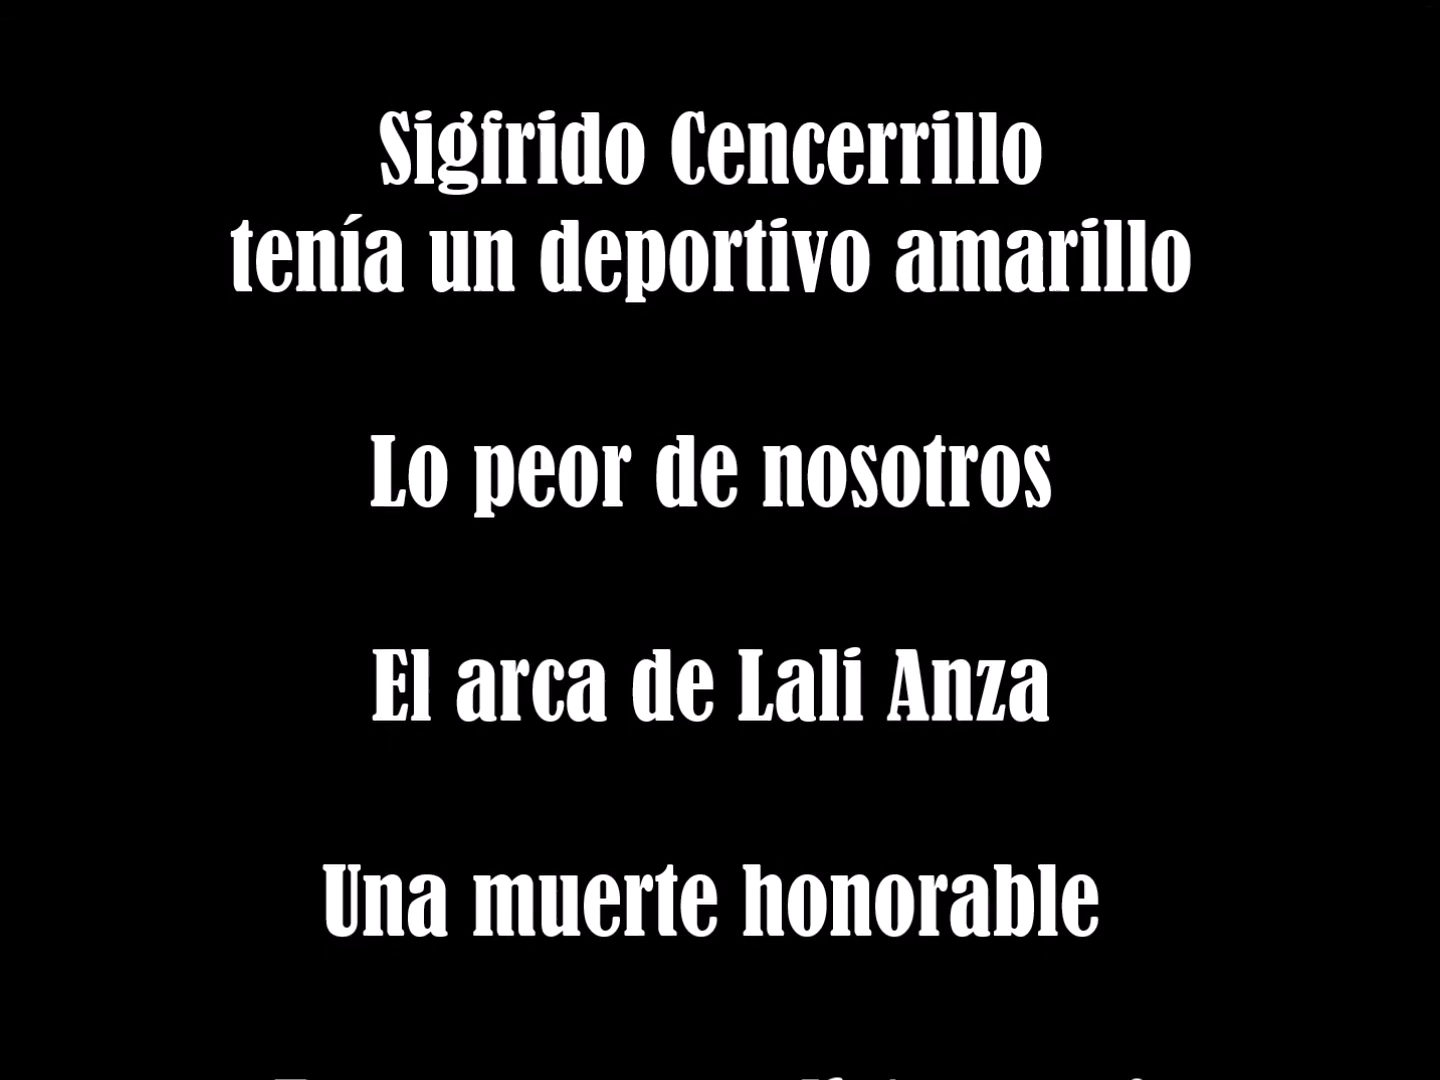 Sigfrido Cencerrillo
tenía un deportivo amarillo
Lo peor de nosotros
El arca de Lali Anza
Una muerte honorable